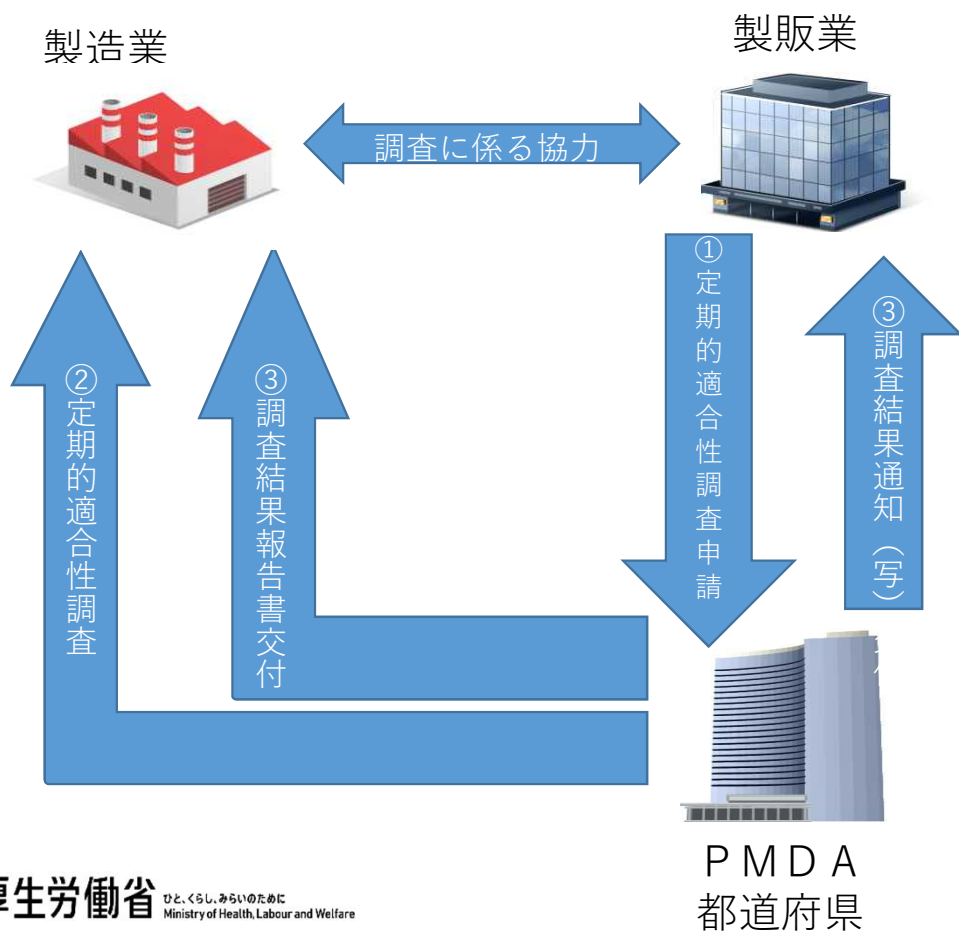 製造業
製販業
調査に係る協力
①定期的適合性調査申請
③調査結果通知（写）
②定期的適合性調査
③調査結果報告書交付
ＰＭＤＡ
都道府県
厚生労働省
ひと、くらし、みらいのために
Ministry of Health, Labour and Welfare